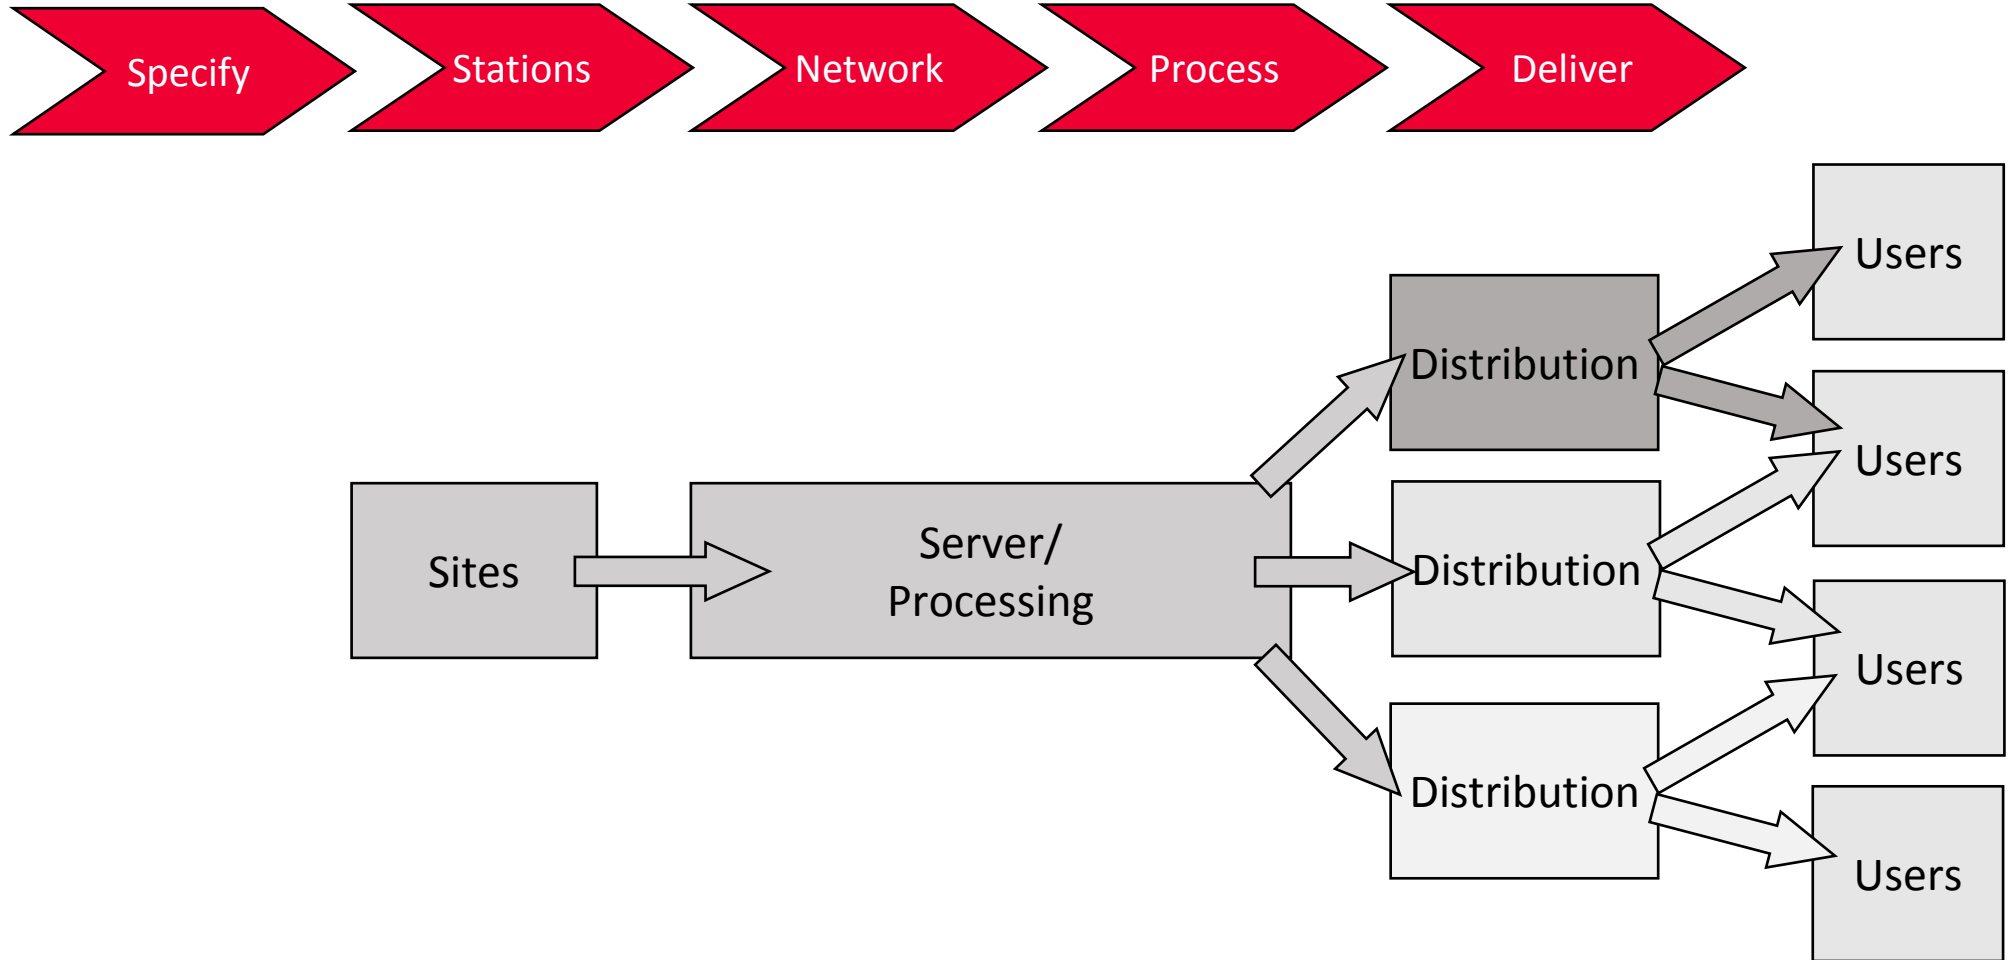 Specify
Stations
Network
Process
Deliver
Users
Distribution
Users
Sites
Server/
Processing
Distribution
Users
Distribution
Users